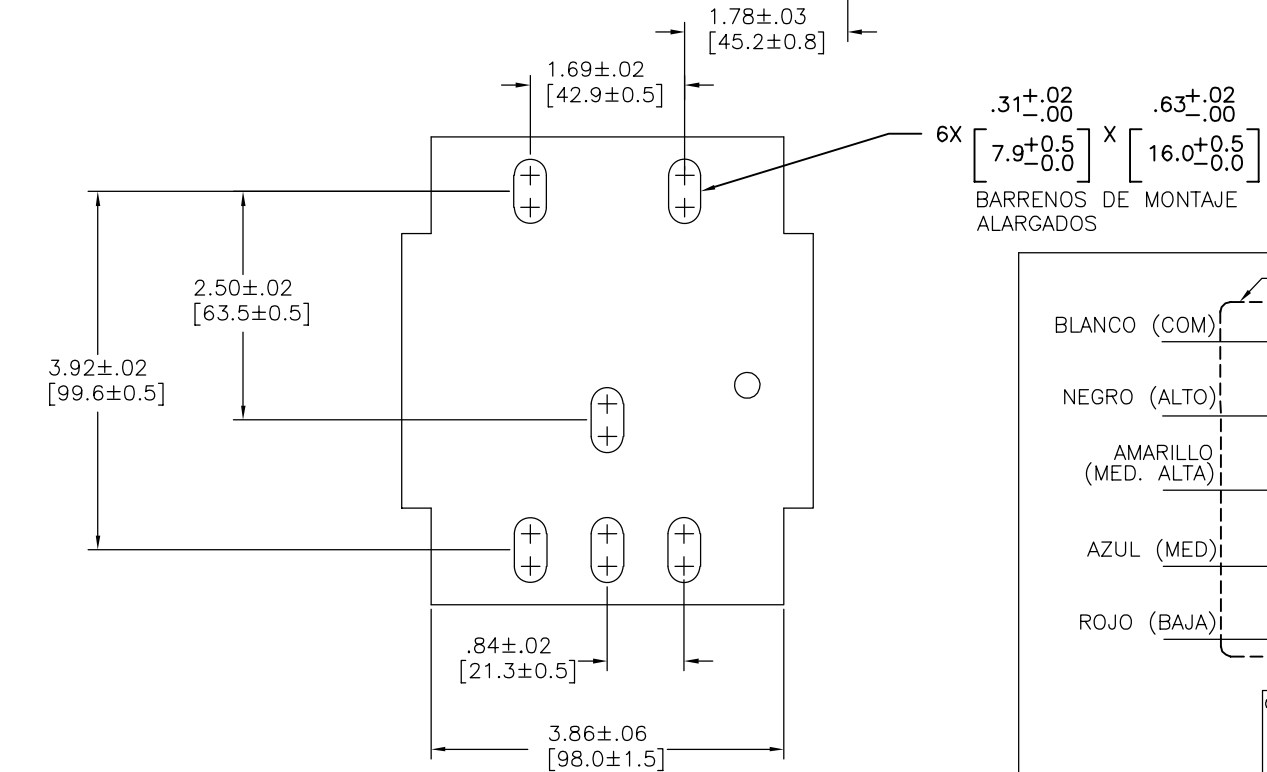 1.78±.03
[45.2±0.8]
1.69±.02
[42.9±0.5]
6X .31+.02 -.00 [7.9+0.5 -0.0] X .63+.02 -.00 [16.0+0.5 -0.0]
BARRENOS DE MONTAJE
ALARGADOS
2.50±.02
[63.5±0.5]
3.92±.02
[99.6±0.5]
BLANCO (COM)
NEGRO (ALTO)
AMARILLO
(MED. ALTA)
AZUL (MED)
ROJO (BAJA)
.84±.02
[21.3±0.5]
3.86±.06
[98.0±1.5]